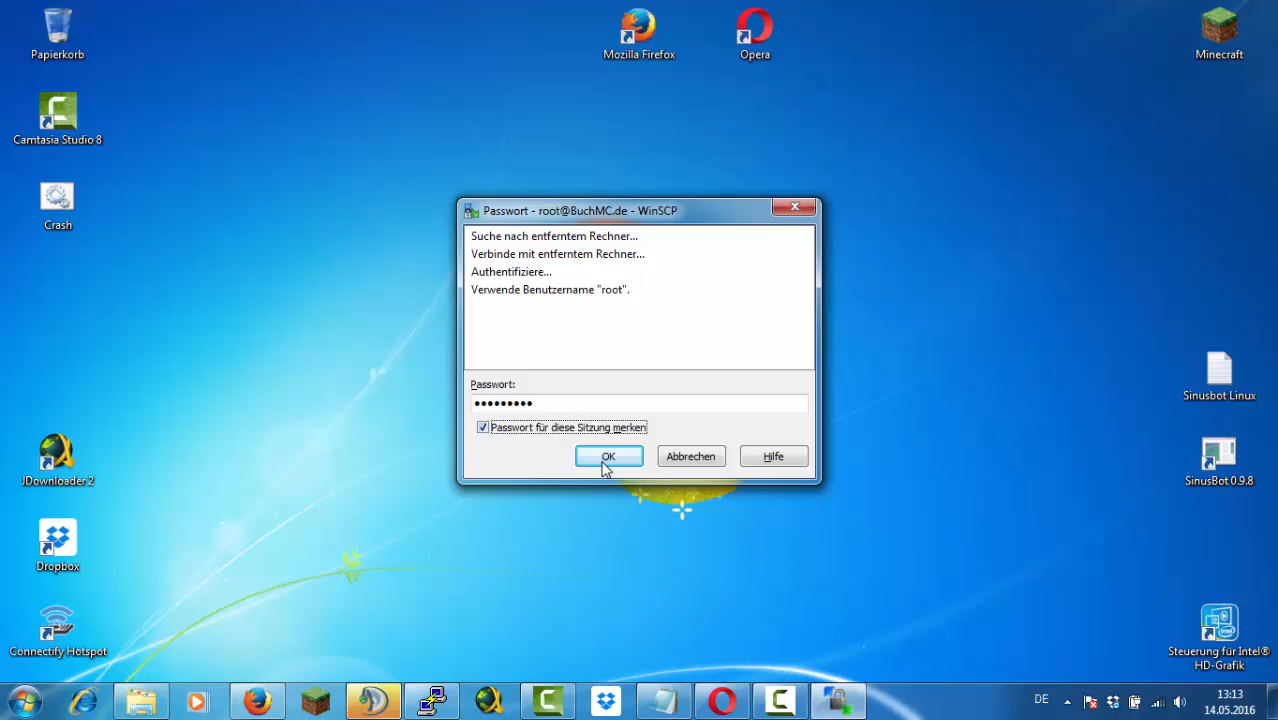 Papierkorb
Mozilla Firefox
Opera
Minecraft
Camtasia Studio 8
Crash
Passwort - root@BuchMC.de - WinSCP
Suche nach entferntem Rechner...
Verbinde mit entferntem Rechner...
Authentifiziere...
Verwende Benutzername "root".
Passwort:
•••••••••
Passwort für diese Sitzung merken
OK
Abbrechen
Hilfe
Sinusbot Linux
JDownloader 2
SinusBot 0.9.8
Dropbox
Connectify Hotspot
Steuerung für Intel®
HD-Grafik
DE
13:13
14.05.2016